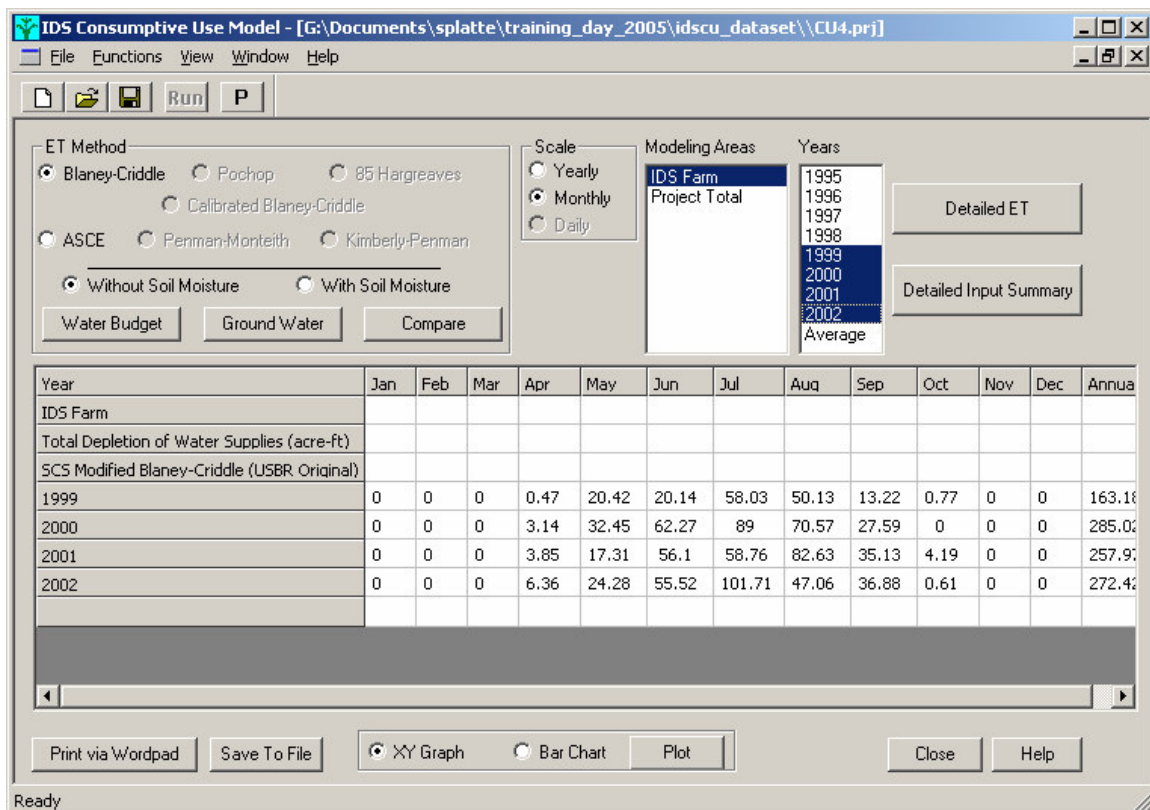 IDS Consumptive Use Model - [G:\Documents\splatte\training_day_2005\idscu_dataset\\CU4.prj]
File Functions View Window Help
Run P
ET Method
Blaney-Criddle Pochop 85 Hargreaves
Calibrated Blaney-Criddle
ASCE Penman-Monteith Kimberly-Penman
Without Soil Moisture With Soil Moisture
Water Budget Ground Water Compare
Scale
Yearly
Monthly
Daily
Modeling Areas
IDS Farm
Project Total
Years
1995
1996
1997
1998
1999
2000
2001
2002
Average
Detailed ET
Detailed Input Summary
Year Jan Feb Mar Apr May Jun Jul Aug Sep Oct Nov Dec Annua
IDS Farm
Total Depletion of Water Supplies (acre-ft)
SCS Modified Blaney-Criddle (USBR Original)
1999 0 0 0 0.47 20.42 20.14 58.03 50.13 13.22 0.77 0 0 163.18
2000 0 0 0 3.14 32.45 62.27 89 70.57 27.59 0 0 0 285.02
2001 0 0 0 3.85 17.31 56.1 58.76 82.63 35.13 4.19 0 0 257.97
2002 0 0 0 6.36 24.28 55.52 101.71 47.06 36.88 0.61 0 0 272.42
Print via Wordpad Save To File XY Graph Bar Chart Plot Close Help
Ready